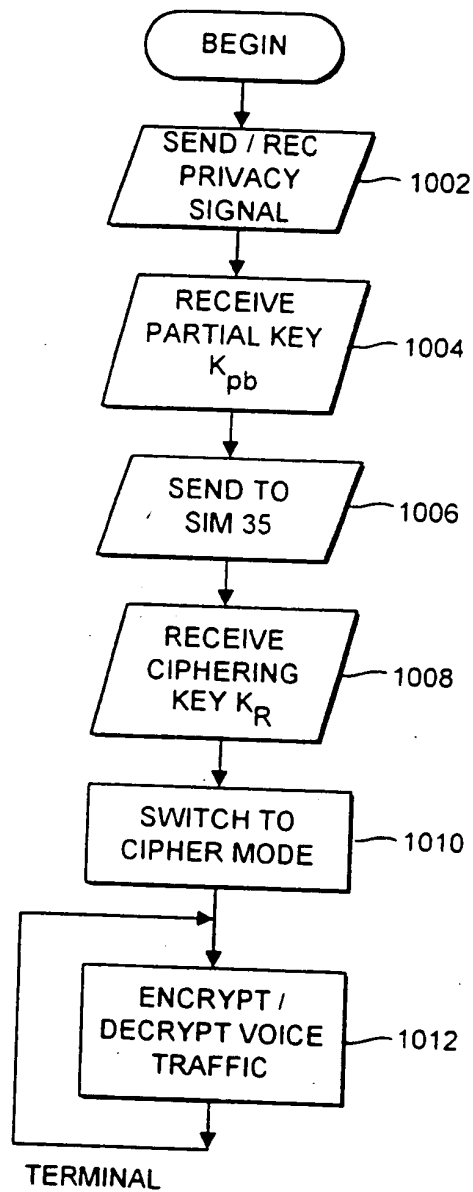 BEGIN
SEND / REC
PRIVACY
SIGNAL
1002
RECEIVE
PARTIAL KEY
Kpb
1004
SEND TO
SIM 35
1006
RECEIVE
CIPHERING
KEY KR
1008
SWITCH TO
CIPHER MODE
1010
ENCRYPT /
DECRYPT VOICE
TRAFFIC
1012
TERMINAL